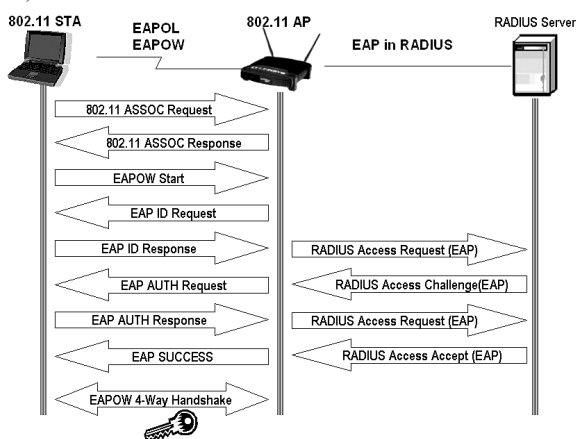 802.11 STA
EAPOL
EAPOW
802.11 AP
EAP in RADIUS
RADIUS Server
802.11 ASSOC Request
802.11 ASSOC Response
EAPOW Start
EAP ID Request
EAP ID Response
RADIUS Access Request (EAP)
EAP AUTH Request
RADIUS Access Challenge(EAP)
EAP AUTH Response
RADIUS Access Request (EAP)
EAP SUCCESS
RADIUS Access Accept (EAP)
EAPOW 4-Way Handshake